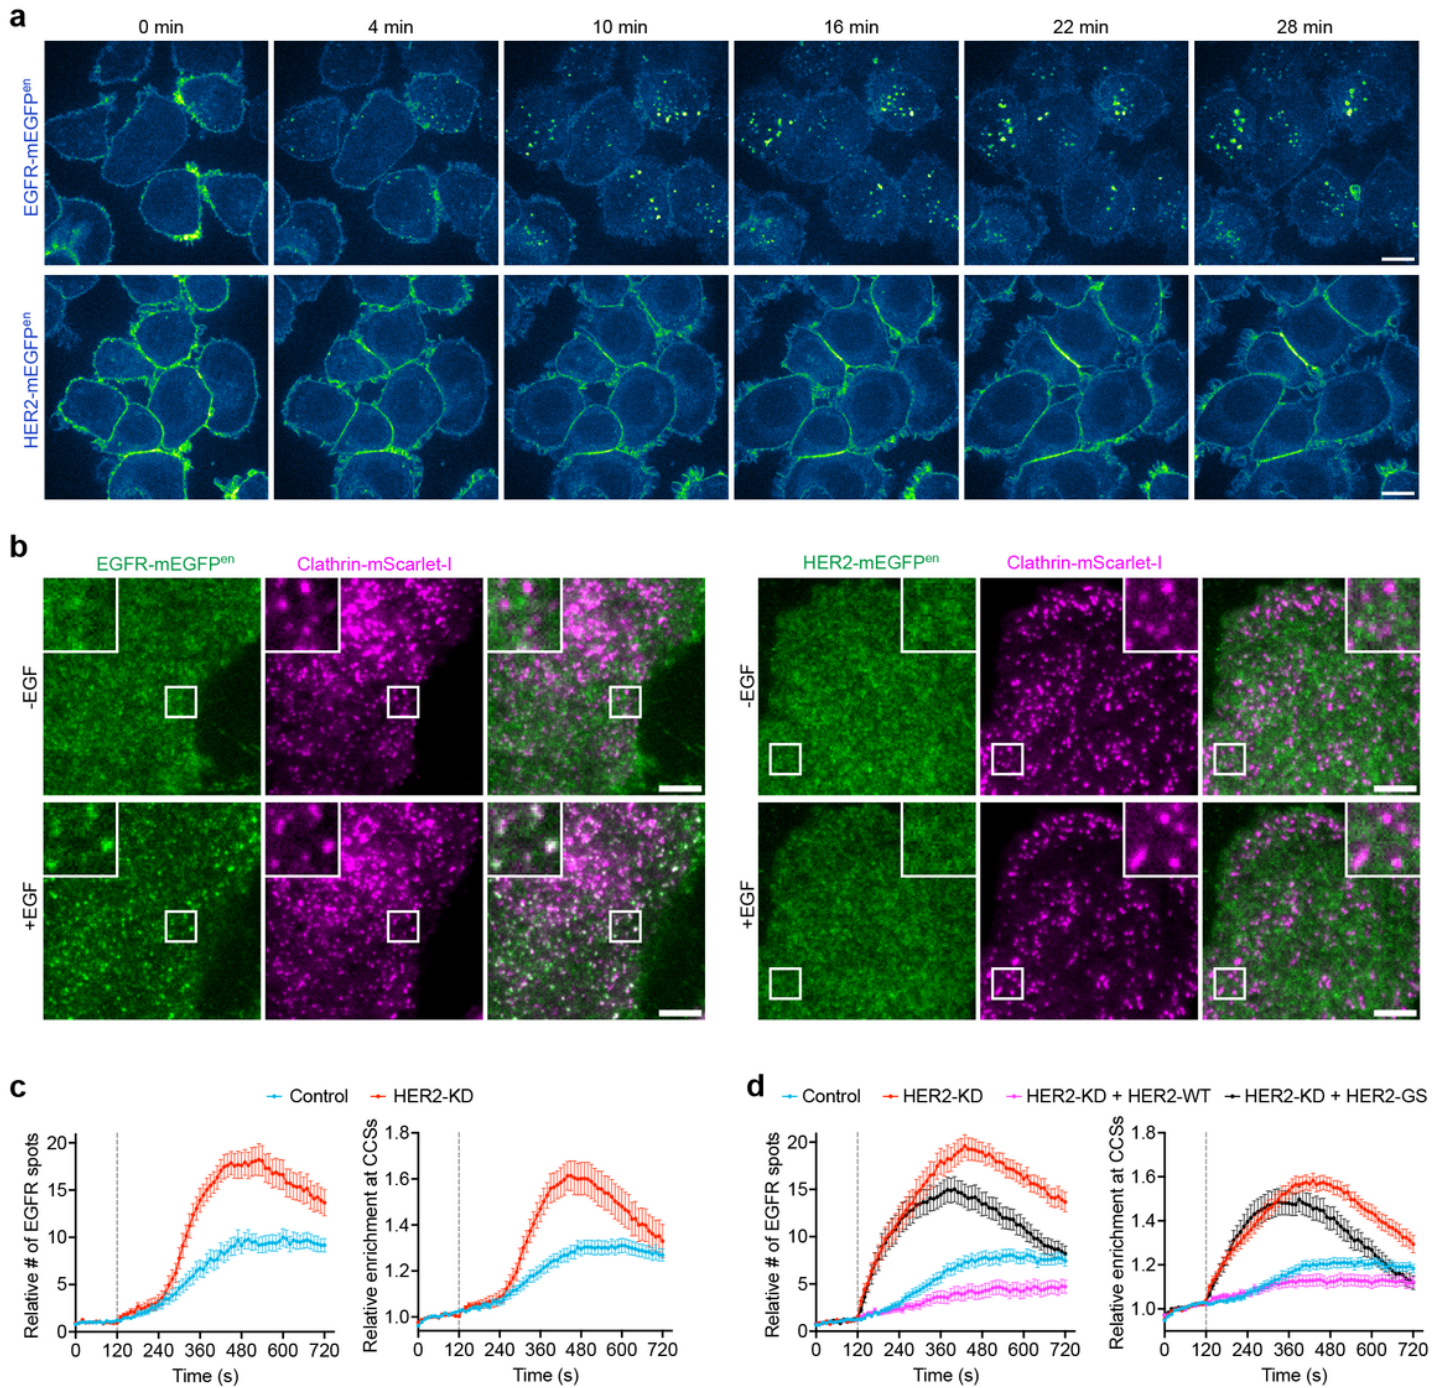 a
0 min 4 min 10 min 16 min 22 min 28 min
EGFR-mEGFPen
HER2-mEGFPen
b
EGFR-mEGFPen Clathrin-mScarlet-I HER2-mEGFPen Clathrin-mScarlet-I
-EGF -EGF
+EGF +EGF
c
Control HER2-KD
Relative # of EGFR spots
20
15
10
5
0
0 120 240 360 480 600 720
Time (s)
Relative enrichment at CCSs
1.8
1.6
1.4
1.2
1.0
0 120 240 360 480 600 720
Time (s)
d
Control HER2-KD HER2-KD + HER2-WT HER2-KD + HER2-GS
Relative # of EGFR spots
20
15
10
5
0
0 120 240 360 480 600 720
Time (s)
Relative enrichment at CCSs
1.8
1.6
1.4
1.2
1.0
0 120 240 360 480 600 720
Time (s)